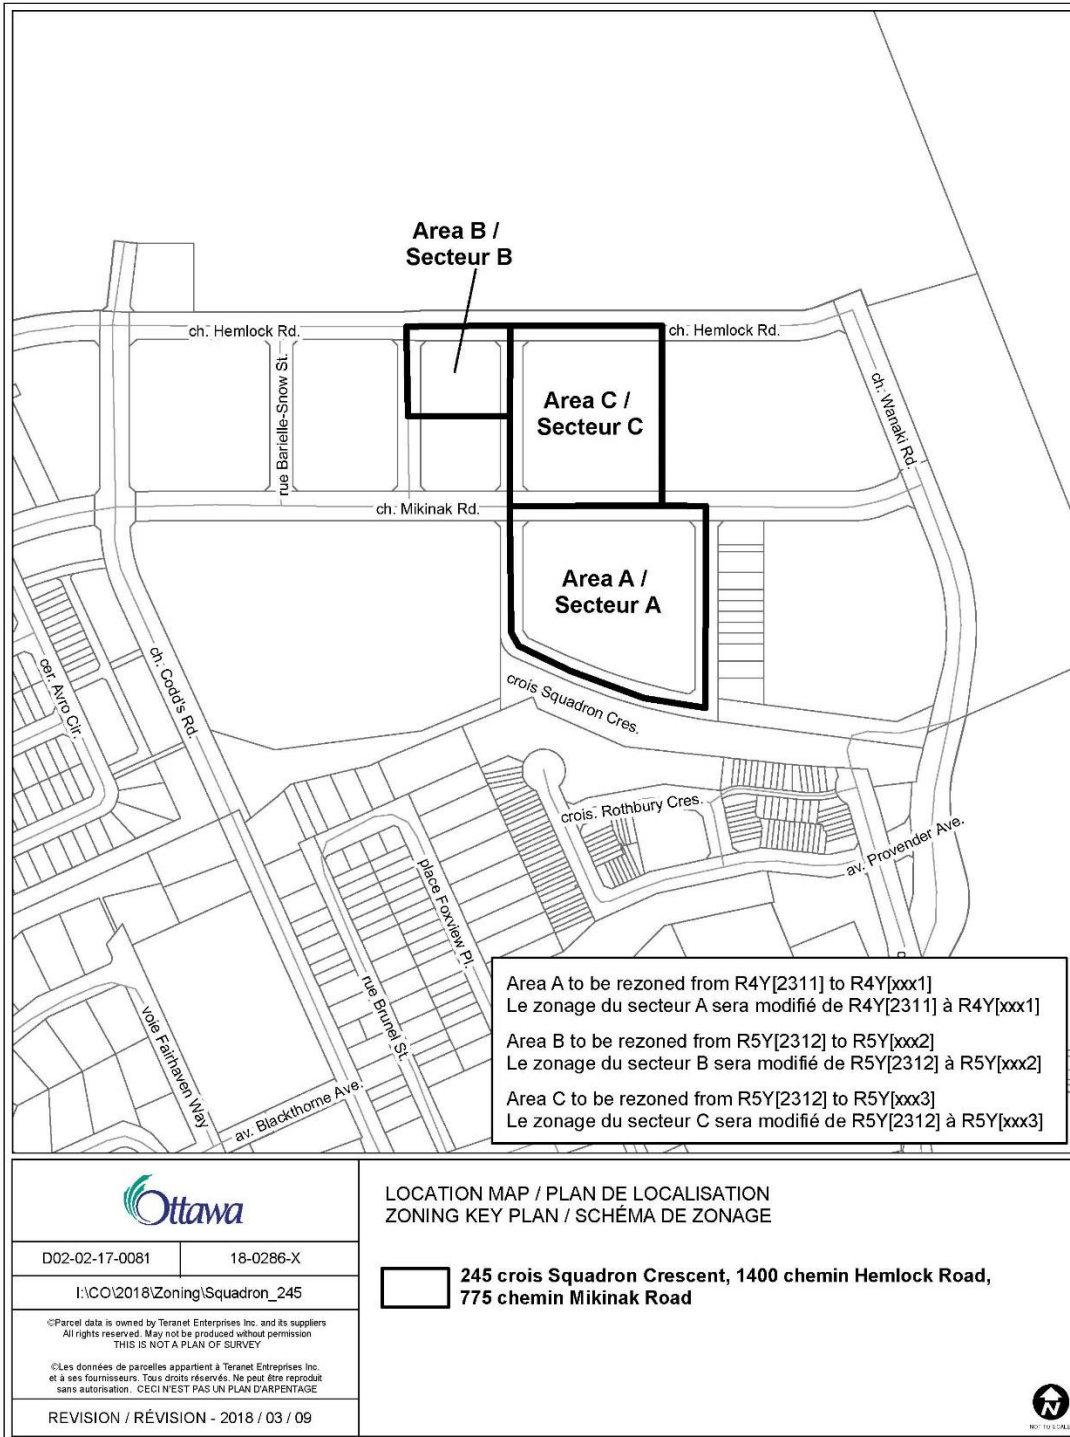 Area B /
Secteur B
ch. Hemlock Rd.
ch. Hemlock Rd.
rue Barielle-Snow St.
Area C /
Secteur C
ch. Wanaki Rd.
ch. Mikinak Rd.
Area A /
Secteur A
cer. Avro Cir.
ch. Codd's Rd.
crois Squadron Cres.
crois. Rothbury Cres.
av. Provender Ave.
place Foxview Pl.
rue Brunel St.
voie Fairhaven Way
av. Blackthorne Ave.
Area A to be rezoned from R4Y[2311] to R4Y[xxx1]
Le zonage du secteur A sera modifié de R4Y[2311] à R4Y[xxx1]
Area B to be rezoned from R5Y[2312] to R5Y[xxx2]
Le zonage du secteur B sera modifié de R5Y[2312] à R5Y[xxx2]
Area C to be rezoned from R5Y[2312] to R5Y[xxx3]
Le zonage du secteur C sera modifié de R5Y[2312] à R5Y[xxx3]
Ottawa
D02-02-17-0081
18-0286-X
I:\CO\2018\Zoning\Squadron_245
©Parcel data is owned by Teranet Enterprises Inc. and its suppliers
All rights reserved. May not be produced without permission
THIS IS NOT A PLAN OF SURVEY
©Les données de parcelles appartient à Teranet Entreprises Inc.
et à ses fournisseurs. Tous droits réservés. Ne peut être reproduit
sans autorisation. CECI N'EST PAS UN PLAN D'ARPENTAGE
REVISION / RÉVISION - 2018 / 03 / 09
LOCATION MAP / PLAN DE LOCALISATION
ZONING KEY PLAN / SCHÉMA DE ZONAGE
245 crois Squadron Crescent, 1400 chemin Hemlock Road,
775 chemin Mikinak Road
N
NOT TO SCALE